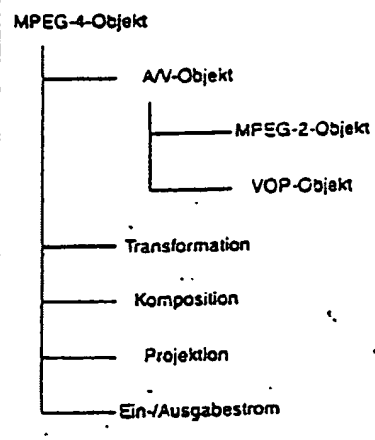 MPEG-4-Objekt
A/V-Objekt
MPEG-2-Objekt
VOP-Objekt
Transformation
Komposition
Projektion
Ein-/Ausgabestrom